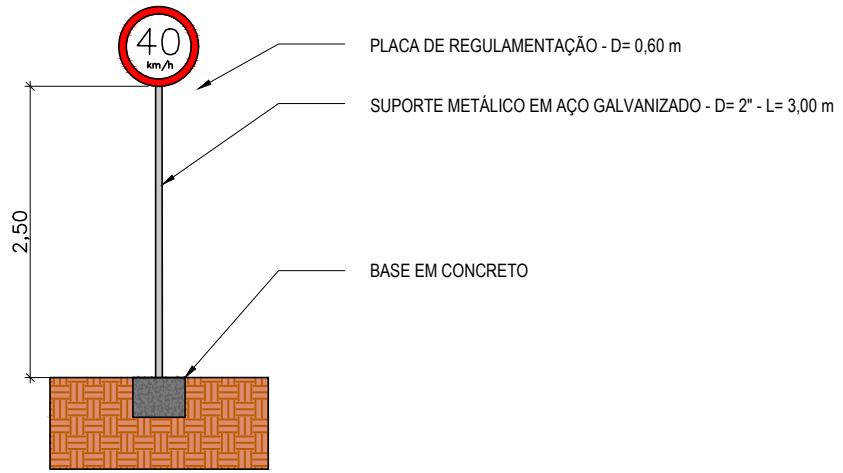 40
km/h
PLACA DE REGULAMENTAÇÃO - D= 0,60 m
SUPORTE METÁLICO EM AÇO GALVANIZADO - D= 2" - L= 3,00 m
2,50
BASE EM CONCRETO